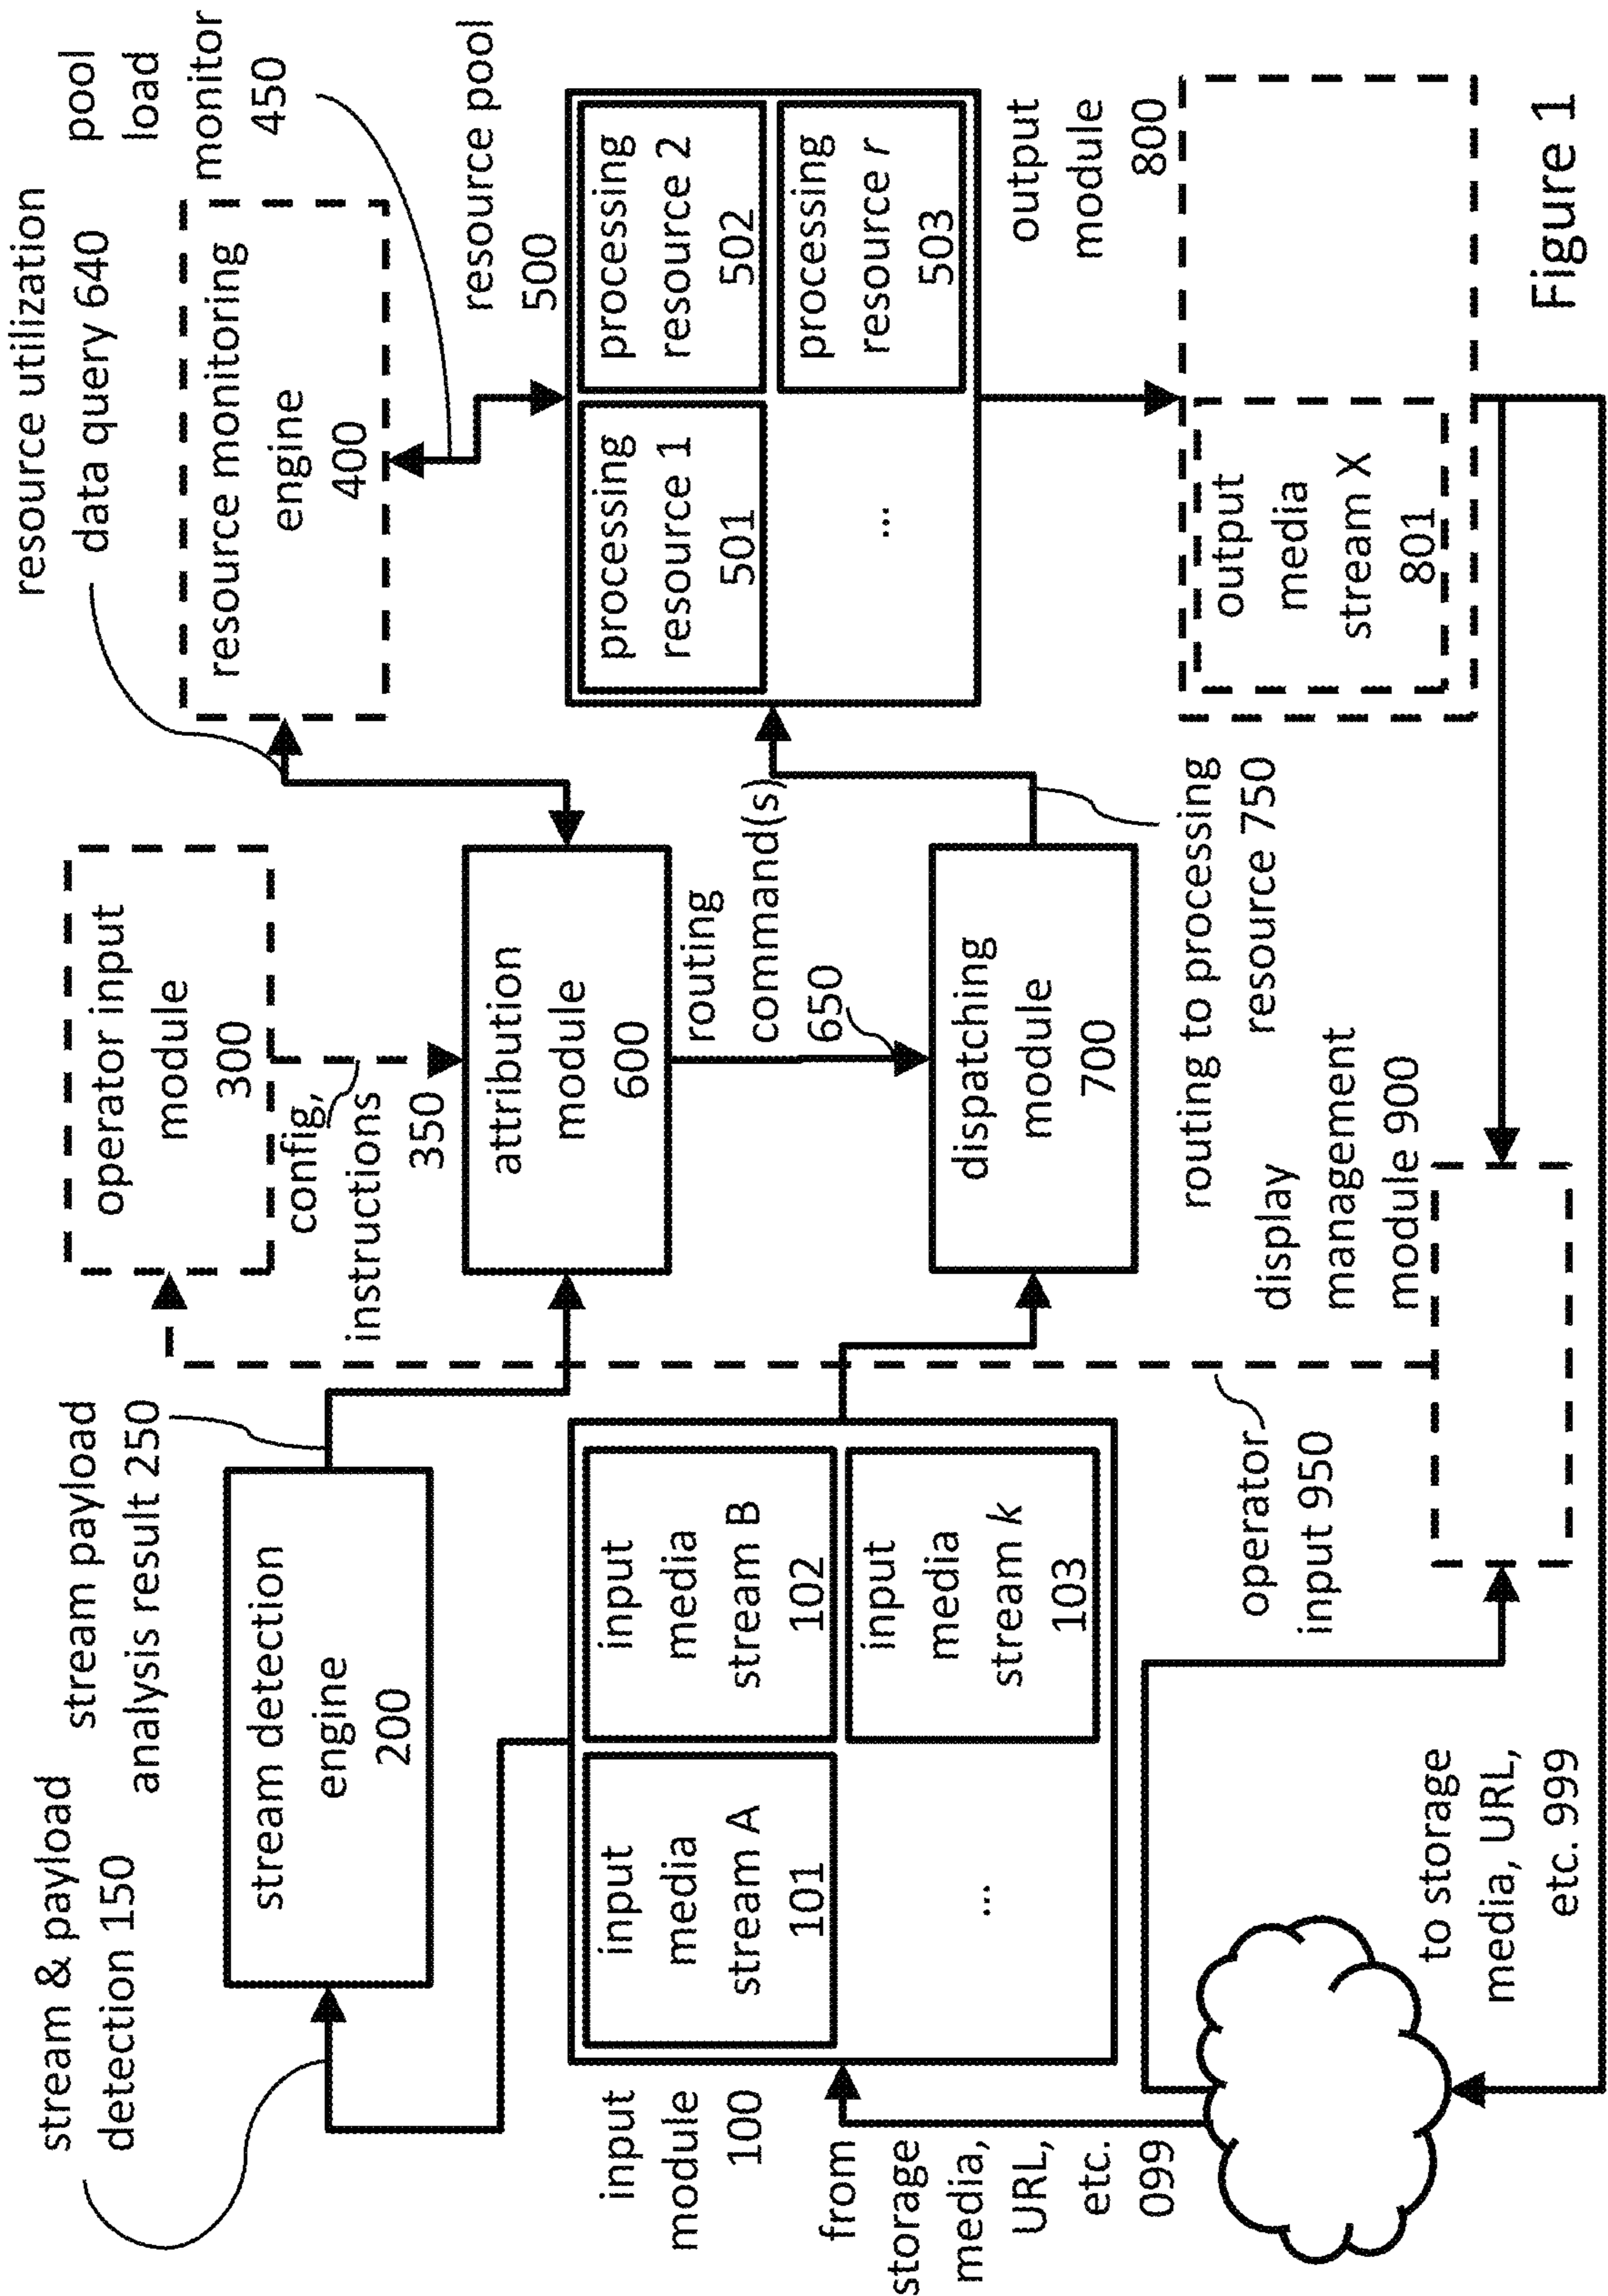 stream & payload
detection 150
stream payload
analysis result 250
stream detection
engine
200
operator input
module
300
config,
instructions
350
resource utilization
data query 640
resource monitoring
engine
400
pool
load
monitor
450
input
module
100
input
media
stream A
101
input
media
stream B
102
...
input
media
stream k
103
attribution
module
600
routing
command(s)
650
dispatching
module
700
resource pool
500
processing
resource 1
501
processing
resource 2
502
...
processing
resource r
503
from
storage
media,
URL,
etc.
099
operator
input 950
routing to processing
resource 750
display
management
module 900
output
module
800
output
media
stream X
801
to storage
media, URL,
etc. 999
Figure 1